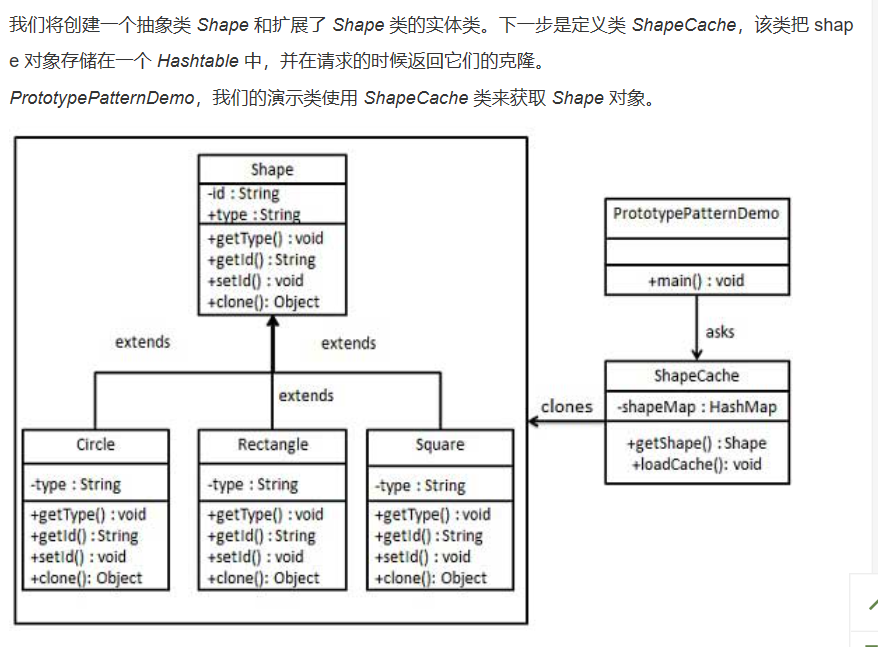 我们将创建一个抽象类 Shape 和扩展了 Shape 类的实体类。下一步是定义类 ShapeCache，该类把 shap
e 对象存储在一个 Hashtable 中，并在请求的时候返回它们的克隆。
PrototypePatternDemo，我们的演示类使用 ShapeCache 类来获取 Shape 对象。
Shape
-id : String
+type : String
+getType() : void
+getId() : String
+setId() : void
+clone(): Object
extends
extends
extends
Circle
-type : String
+getType() : void
+getId() : String
+setId() : void
+clone(): Object
Rectangle
-type : String
+getType() : void
+getId() : String
+setId() : void
+clone(): Object
Square
-type : String
+getType() : void
+getId() : String
+setId() : void
+clone(): Object
PrototypePatternDemo
+main() : void
asks
ShapeCache
-shapeMap : HashMap
+getShape() : Shape
+loadCache(): void
clones